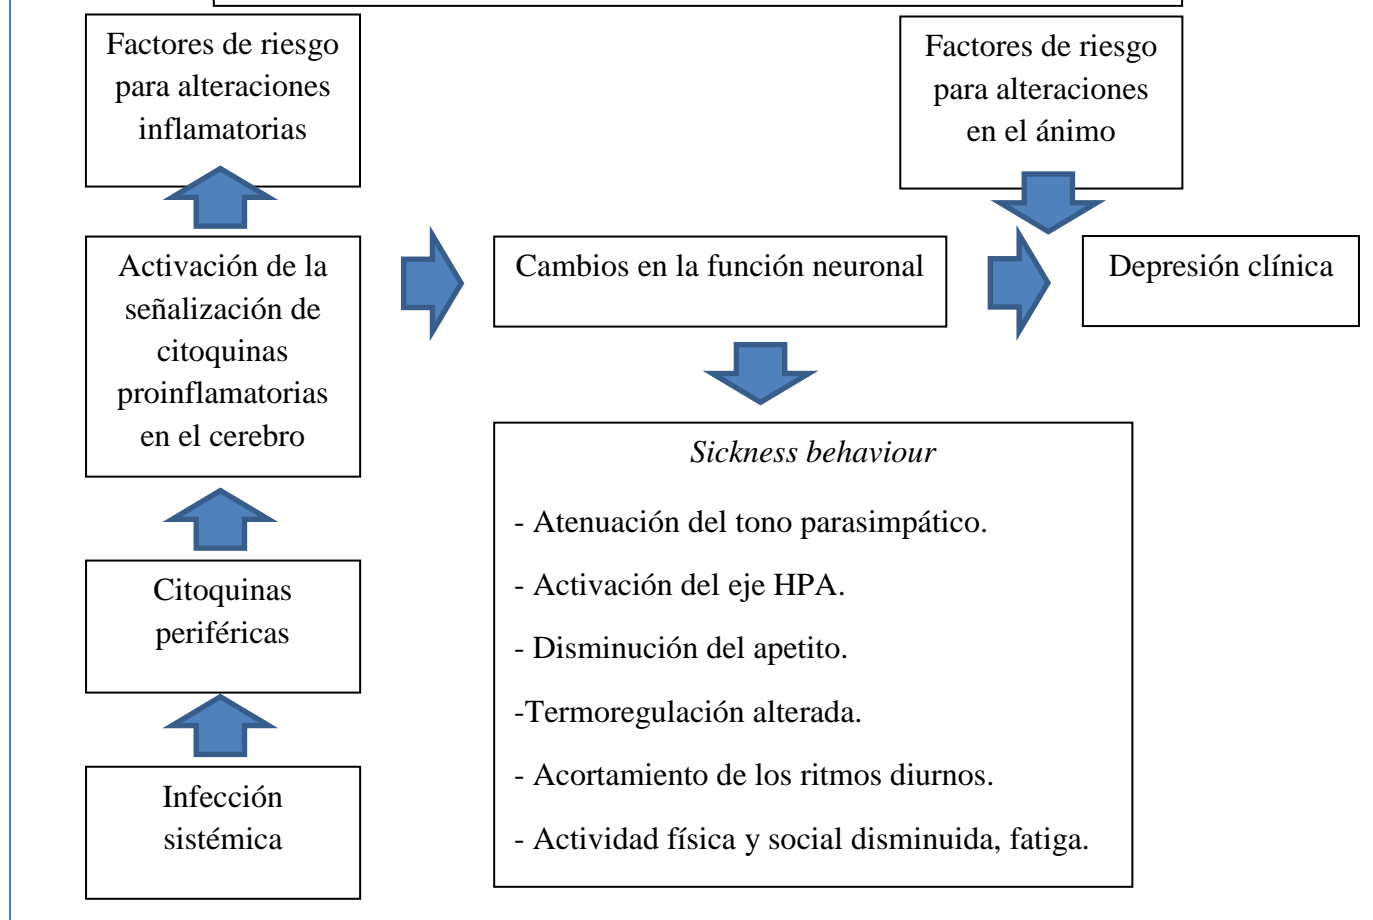 Factores de riesgo
para alteraciones
inflamatorias
Factores de riesgo
para alteraciones
en el ánimo
Activación de la
señalización de
citoquinas
proinflamatorias
en el cerebro
Cambios en la función neuronal
Depresión clínica
Sickness behaviour
- Atenuación del tono parasimpático.
- Activación del eje HPA.
- Disminución del apetito.
-Termoregulación alterada.
- Acortamiento de los ritmos diurnos.
- Actividad física y social disminuida, fatiga.
Citoquinas
periféricas
Infección
sistémica